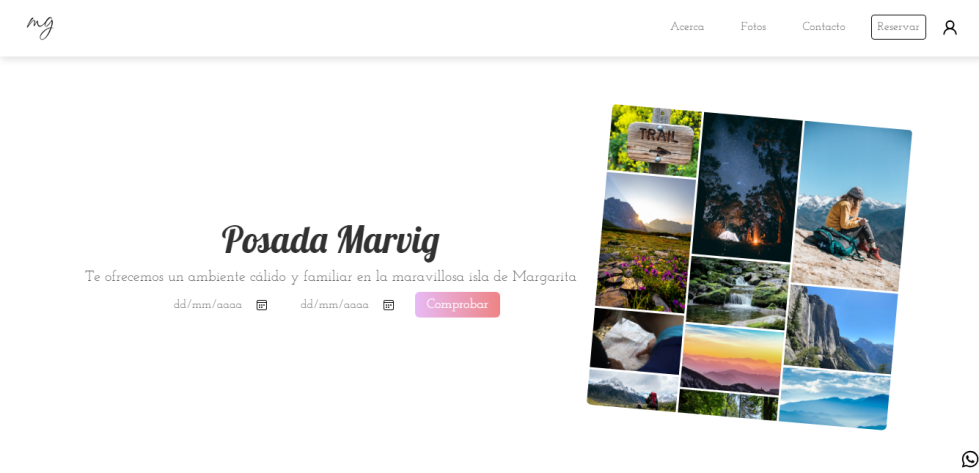 mg
Acerca Fotos Contacto Reservar
TRAIL
Posada Marvig
Te ofrecemos un ambiente cálido y familiar en la maravillosa isla de Margarita
dd/mm/aaaa dd/mm/aaaa Comprobar